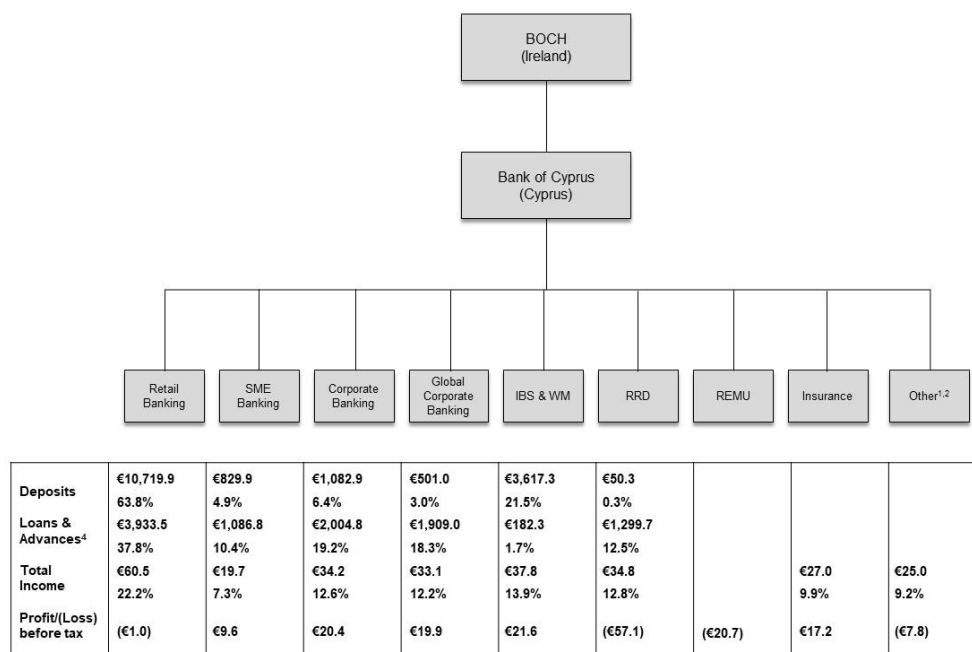 BOCH
(Ireland)
Bank of Cyprus
(Cyprus)
Retail
Banking
SME
Banking
Corporate
Banking
Global
Corporate
Banking
IBS & WM
RRD
REMU
Insurance
Other1,2
Deposits
€10,719.9 €829.9 €1,082.9 €501.0 €3,617.3 €50.3
63.8% 4.9% 6.4% 3.0% 21.5% 0.3%
Loans &
Advances4
€3,933.5 €1,086.8 €2,004.8 €1,909.0 €182.3 €1,299.7
37.8% 10.4% 19.2% 18.3% 1.7% 12.5%
Total
Income
€60.5 €19.7 €34.2 €33.1 €37.8 €34.8 €27.0 €25.0
22.2% 7.3% 12.6% 12.2% 13.9% 12.8% 9.9% 9.2%
Profit/(Loss)
before tax
(€1.0) €9.6 €20.4 €19.9 €21.6 (€57.1) (€20.7) €17.2 (€7.8)